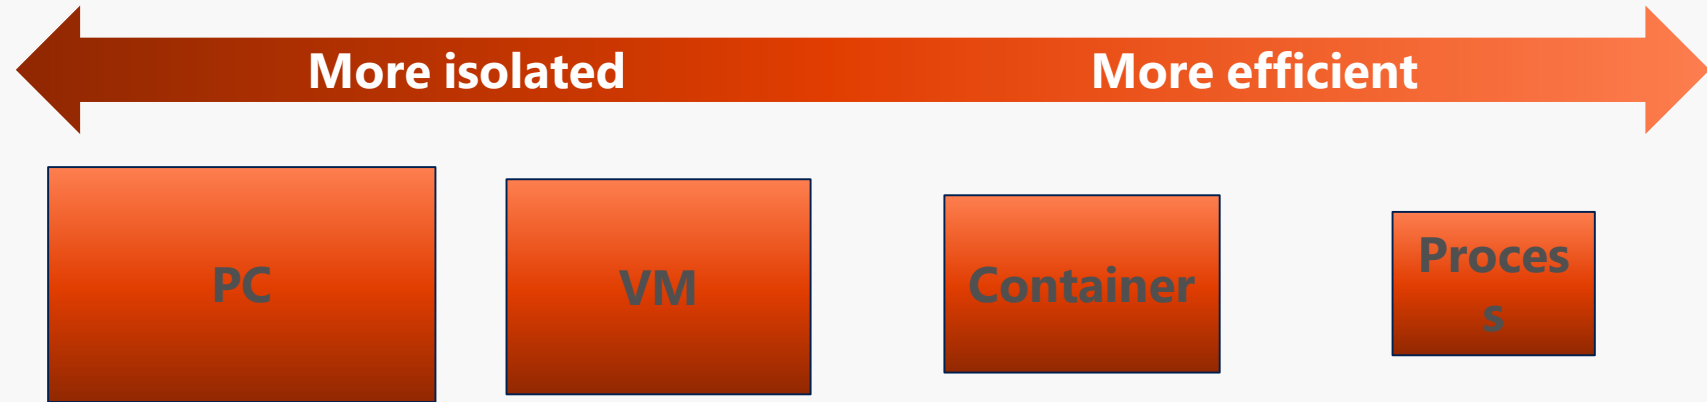 More isolated
More efficient
PC
VM
Container
Proces
s